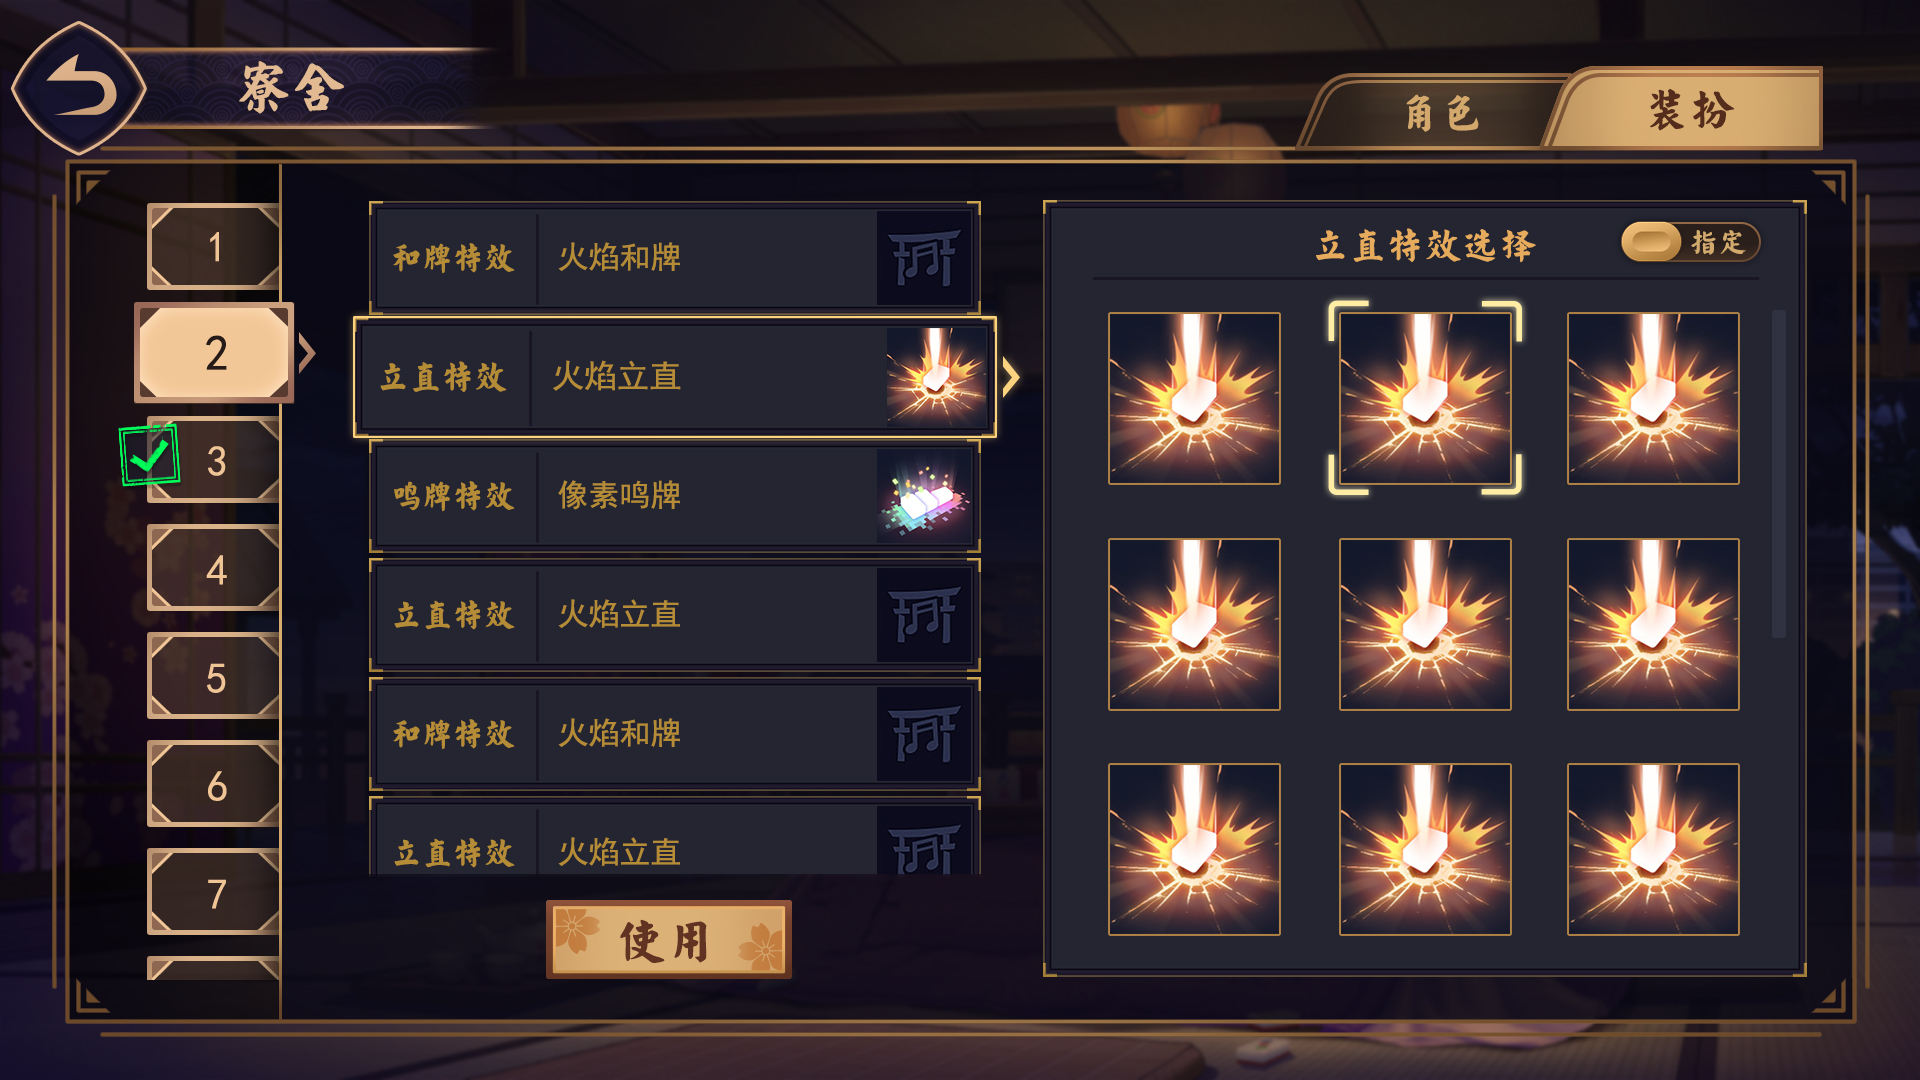 寮舍
角色
装扮
1
2
3
4
5
6
7
和牌特效 火焰和牌
立直特效 火焰立直
鸣牌特效 像素鸣牌
立直特效 火焰立直
和牌特效 火焰和牌
立直特效 火焰立直
使用
立直特效选择
指定